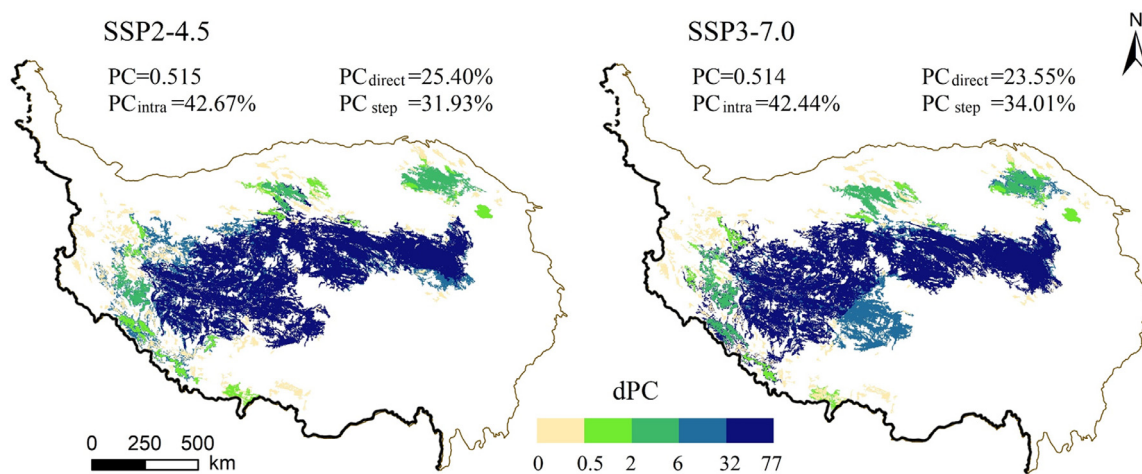 SSP2-4.5
PC=0.515 PCdirect=25.40%
PCintra =42.67% PC step =31.93%
SSP3-7.0
PC=0.514 PCdirect=23.55%
PCintra =42.44% PC step =34.01%
N
dPC
0 0.5 2 6 32 77
0 250 500
km